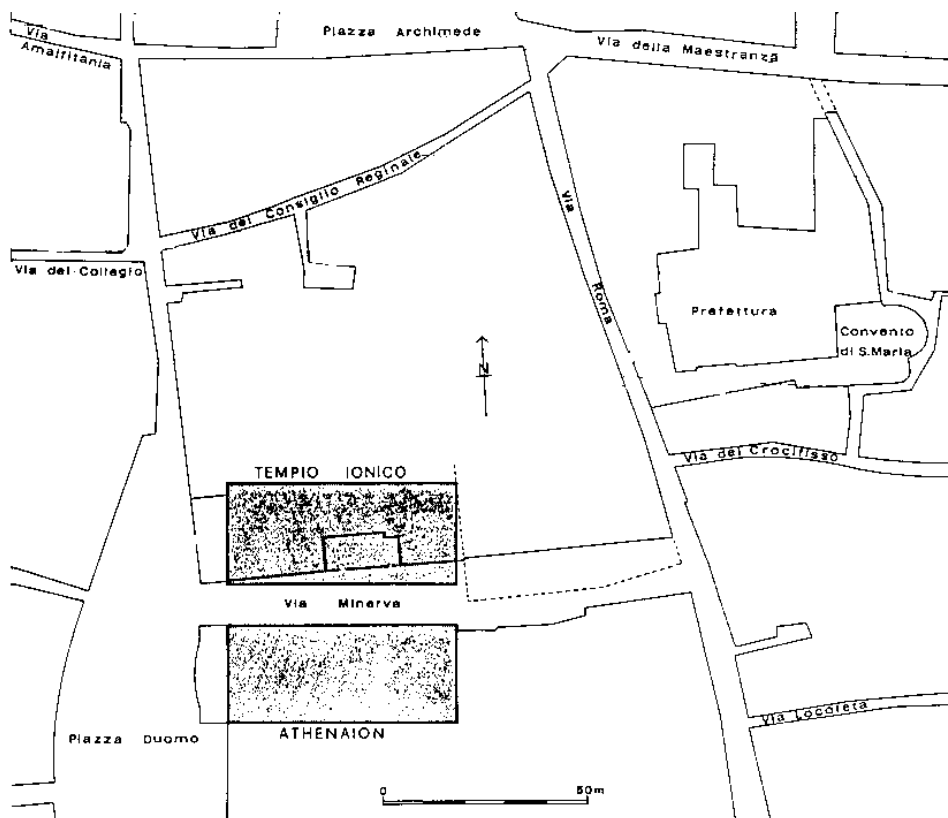 Piazza Archimede
Via
Amalfitania
Via della Maestranza
Via del Consiglio Reginale
Via del Collegio
Via Roma
Prefettura
Convento
di S. Maria
N
Via del Crocifisso
TEMPIO IONICO
Via Minerva
Piazza Duomo
ATHENAION
Via Locofeta
0 50m